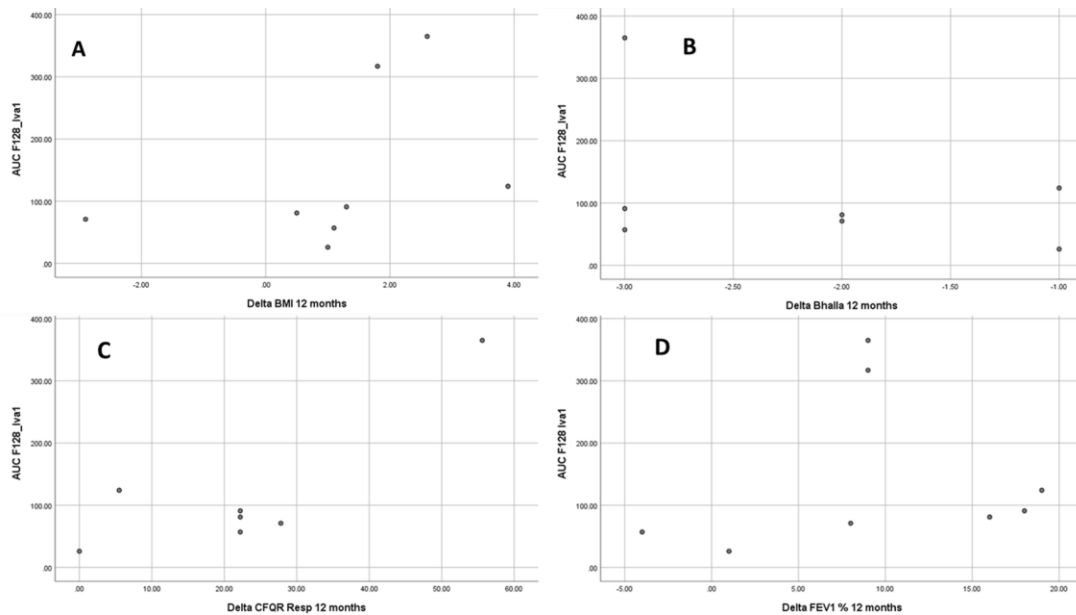 A
400.00
300.00
200.00
100.00
.00
AUC F128_Iva1
-2.00 .00 2.00 4.00
Delta BMI 12 months
B
400.00
300.00
200.00
100.00
.00
AUC F128_Iva1
-3.00 -2.50 -2.00 -1.50 -1.00
Delta Bhalla 12 months
C
400.00
300.00
200.00
100.00
.00
AUC F128_Iva1
.00 10.00 20.00 30.00 40.00 50.00 60.00
Delta CFQR Resp 12 months
D
400.00
300.00
200.00
100.00
.00
AUC F128 Iva1
-5.00 .00 5.00 10.00 15.00 20.00
Delta FEV1 % 12 months